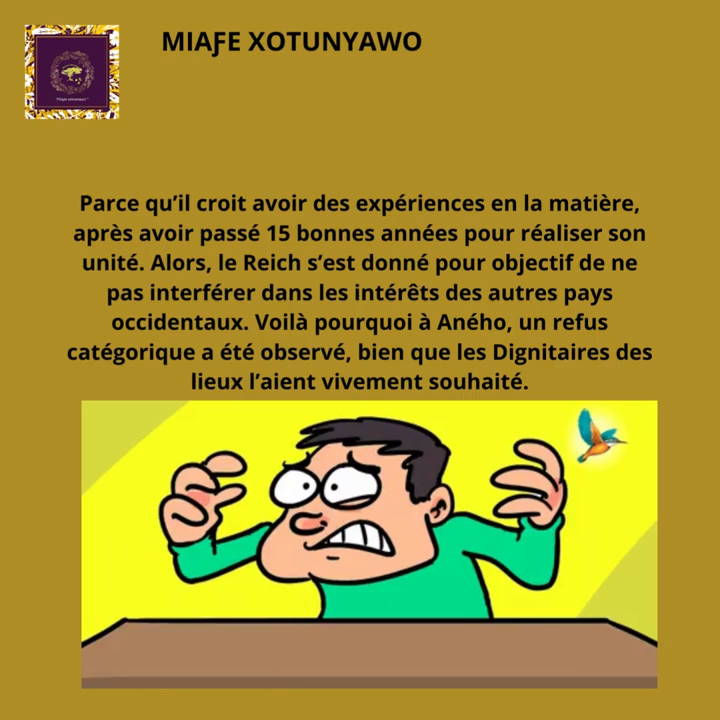 MIAƑE XOTUNYAWO
Parce qu’il croit avoir des expériences en la matière,
après avoir passé 15 bonnes années pour réaliser son
unité. Alors, le Reich s’est donné pour objectif de ne
pas interférer dans les intérêts des autres pays
occidentaux. Voilà pourquoi à Aného, un refus
catégorique a été observé, bien que les Dignitaires des
lieux l’aient vivement souhaité.